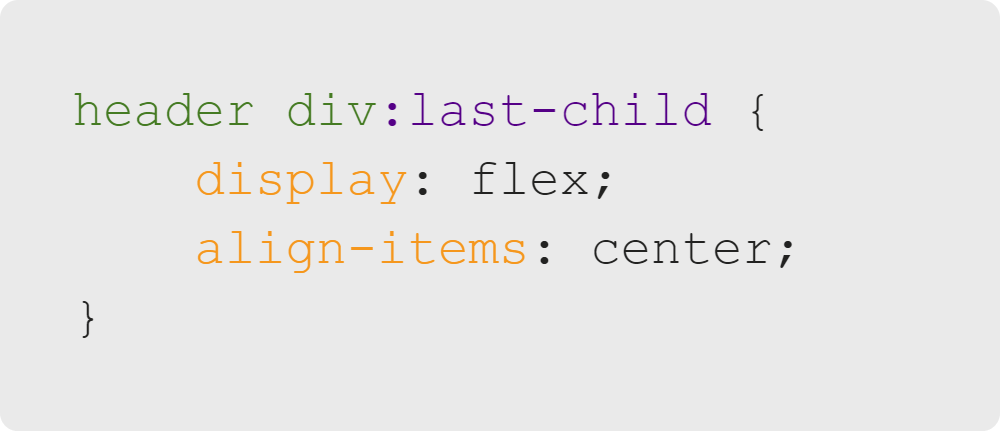 header div:last-child {
    display: flex;
    align-items: center;
}